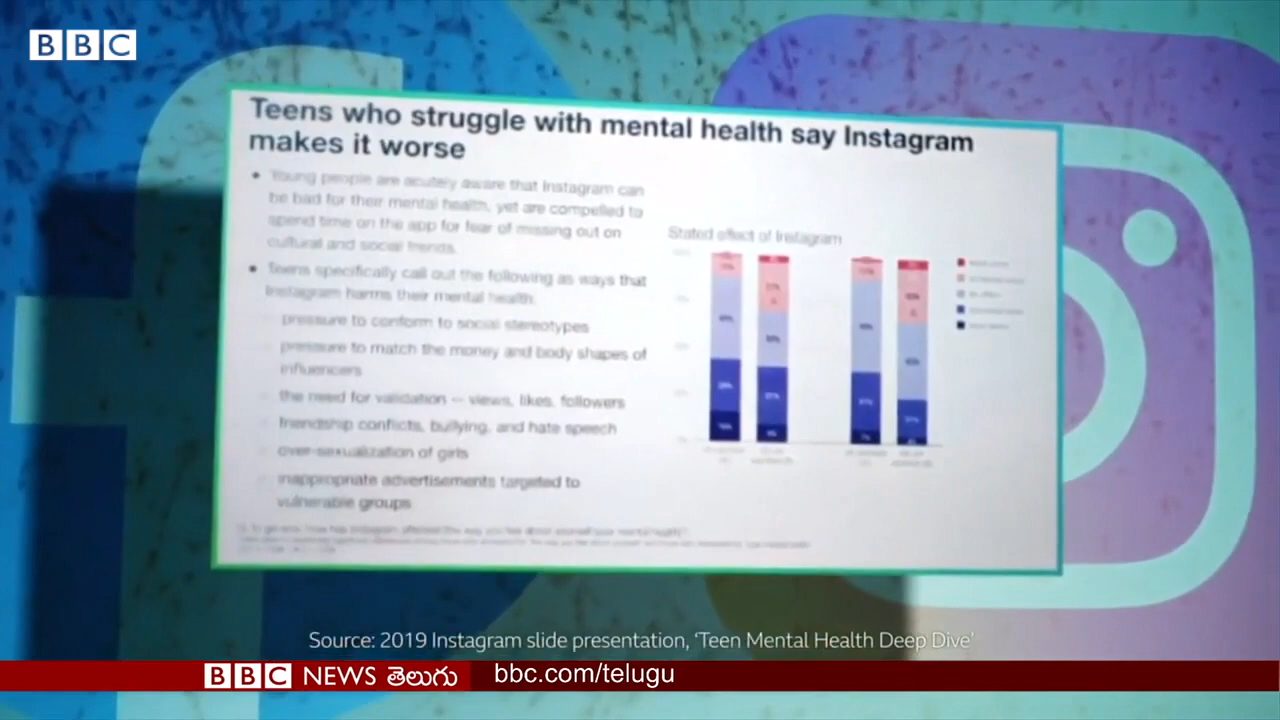 BBC
Teens who struggle with mental health say Instagram
makes it worse
Young people are acutely aware that Instagram can
be bad for their mental health, yet are compelled to
spend time on the app for fear of missing out on
cultural and social trends.
Teens specifically call out the following as ways that
Instagram harms their mental health:
pressure to conform to social stereotypes
pressure to match the money and body shapes of
influencers
the need for validation — views, likes, followers
friendship conflicts, bullying, and hate speech
over-sexualization of girls
inappropriate advertisements targeted to
vulnerable groups
Stated effect of Instagram
Source: 2019 Instagram slide presentation, ‘Teen Mental Health Deep Dive’
BBC NEWS తెలుగు bbc.com/telugu